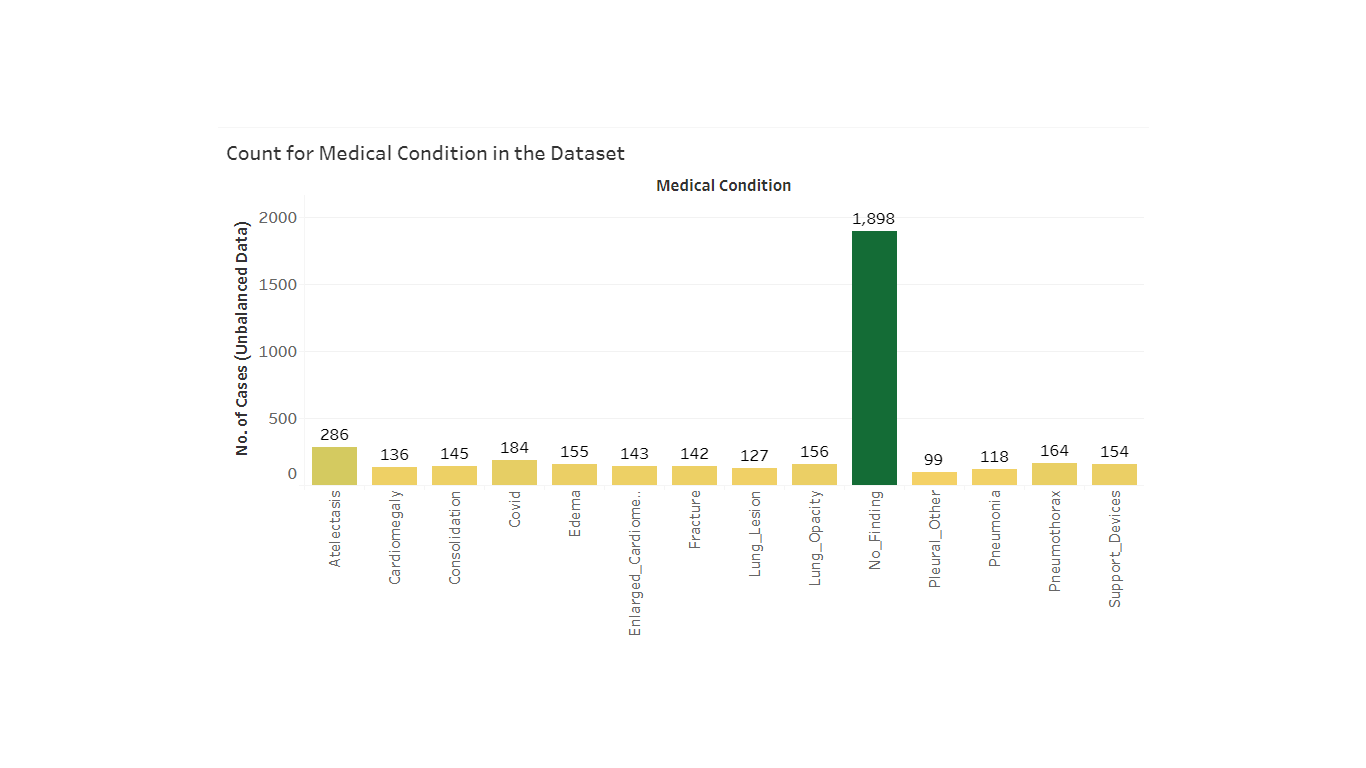 Count for Medical Condition in the Dataset
Medical Condition
No. of Cases (Unbalanced Data)
2000
1500
1000
500
0
286
136
145
184
155
143
142
127
156
1,898
99
118
164
154
Atelectasis
Cardiomegaly
Consolidation
Covid
Edema
Enlarged_Cardiome..
Fracture
Lung_Lesion
Lung_Opacity
No_Finding
Pleural_Other
Pneumonia
Pneumothorax
Support_Devices